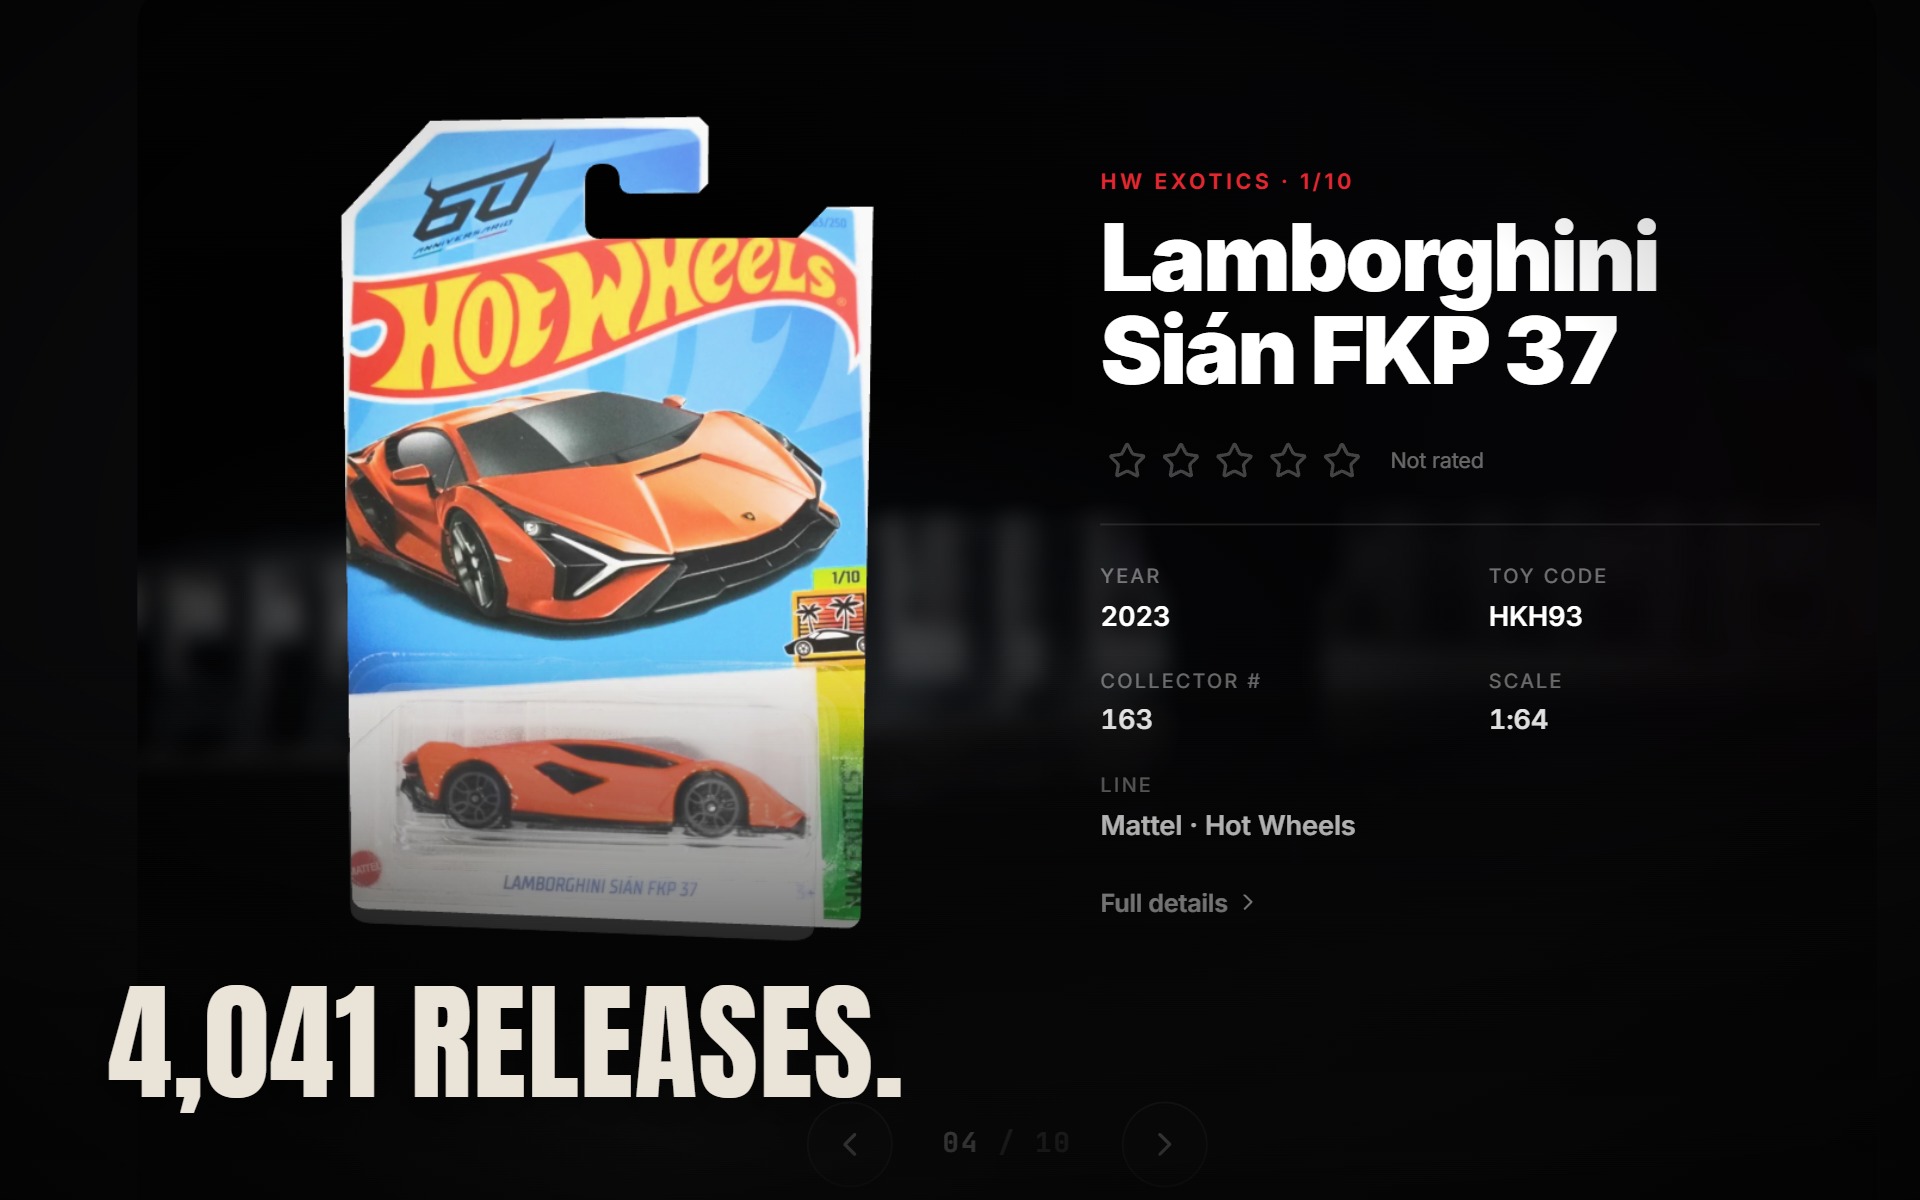 60
ANNIVERSARIO
Hot Wheels
1/10
HW EXOTICS
MATTEL
LAMBORGHINI SIÁN FKP 37
HW EXOTICS · 1/10
Lamborghini
Sián FKP 37
Not rated
YEAR
2023
TOY CODE
HKH93
COLLECTOR #
163
SCALE
1:64
LINE
Mattel · Hot Wheels
Full details
4,041 RELEASES.
04 / 10